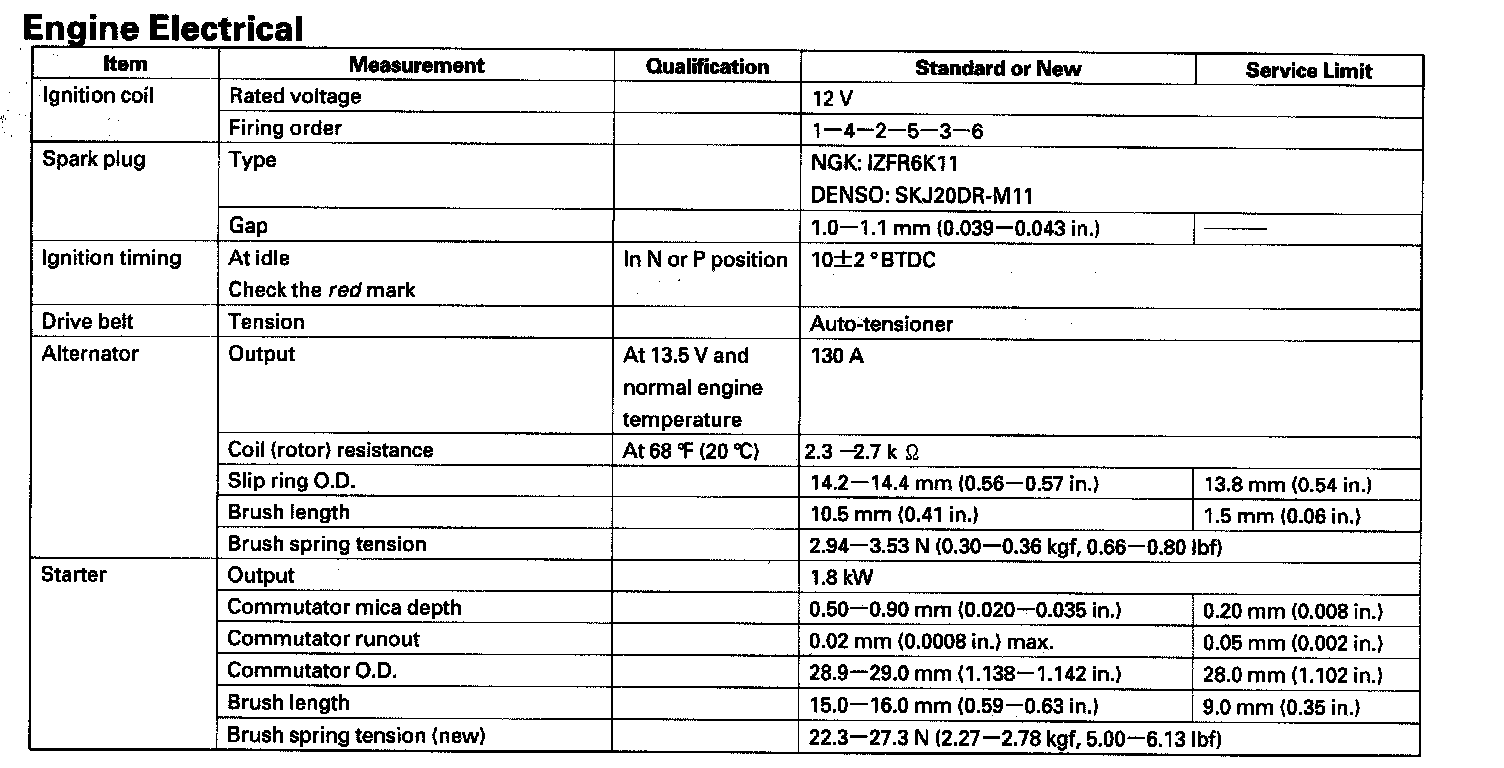 Engine Electrical
Item Measurement Qualification Standard or New Service Limit
Ignition coil Rated voltage 12 V
Firing order 1—4—2—5—3—6
Spark plug Type NGK: IZFR6K11
DENSO: SKJ20DR-M11
Gap 1.0—1.1 mm (0.039—0.043 in.) ———
Ignition timing At idle In N or P position 10±2 °BTDC
Check the red mark
Drive belt Tension Auto-tensioner
Alternator Output At 13.5 V and 130 A
normal engine
temperature
Coil (rotor) resistance At 68 °F (20 °C) 2.3 —2.7 k Ω
Slip ring O.D. 14.2—14.4 mm (0.56—0.57 in.) 13.8 mm (0.54 in.)
Brush length 10.5 mm (0.41 in.) 1.5 mm (0.06 in.)
Brush spring tension 2.94—3.53 N (0.30—0.36 kgf, 0.66—0.80 lbf)
Starter Output 1.8 kW
Commutator mica depth 0.50—0.90 mm (0.020—0.035 in.) 0.20 mm (0.008 in.)
Commutator runout 0.02 mm (0.0008 in.) max. 0.05 mm (0.002 in.)
Commutator O.D. 28.9—29.0 mm (1.138—1.142 in.) 28.0 mm (1.102 in.)
Brush length 15.0—16.0 mm (0.59—0.63 in.) 9.0 mm (0.35 in.)
Brush spring tension (new) 22.3—27.3 N (2.27—2.78 kgf, 5.00—6.13 lbf)